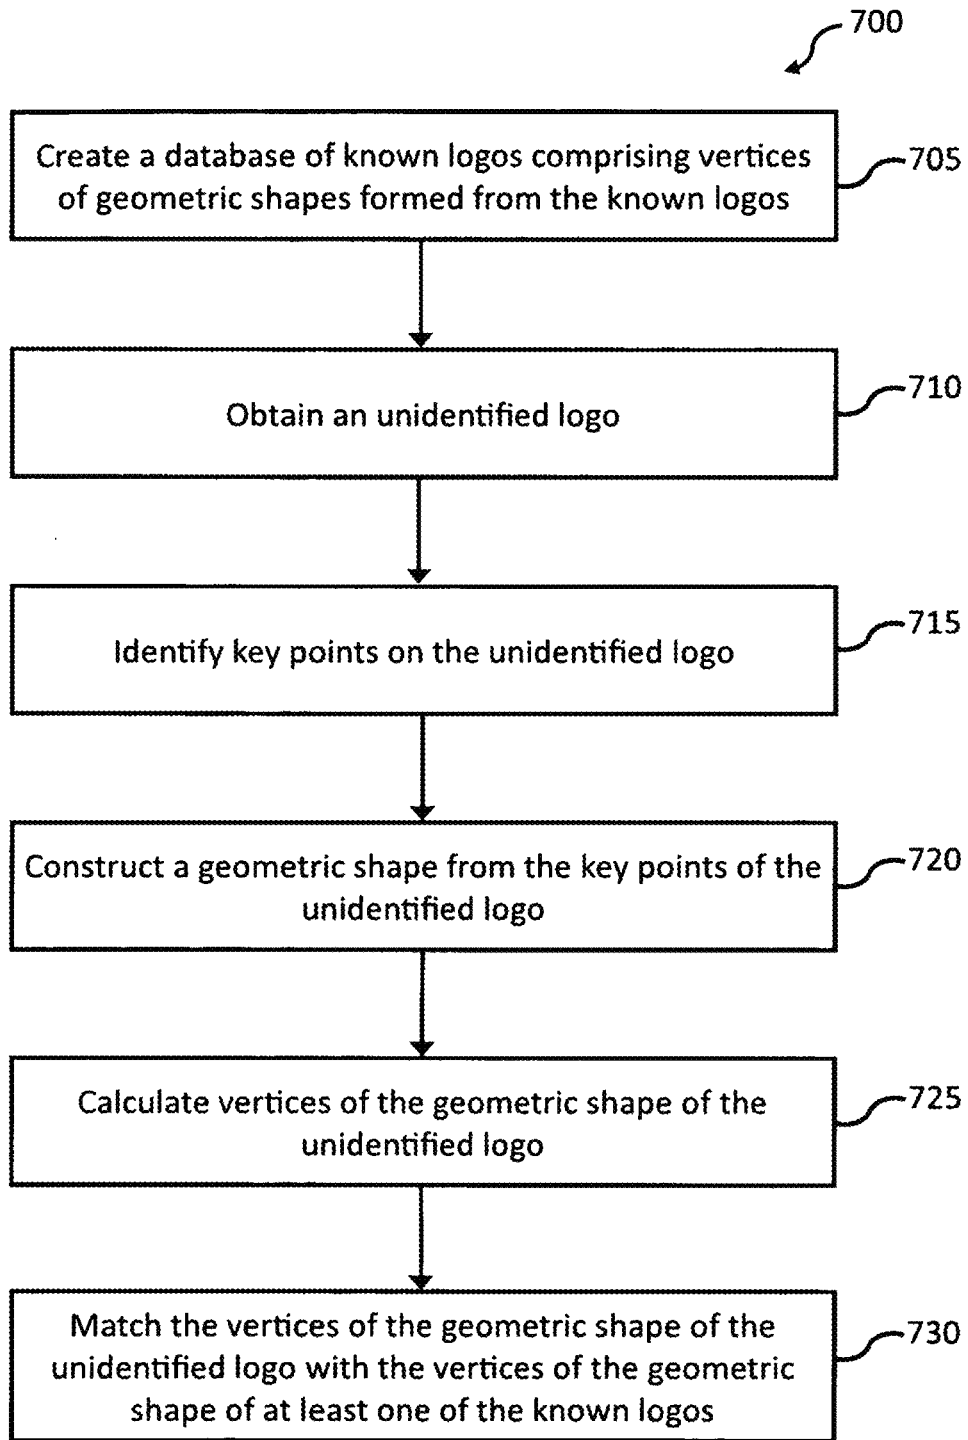 700
Create a database of known logos comprising vertices
of geometric shapes formed from the known logos
705
Obtain an unidentified logo
710
Identify key points on the unidentified logo
715
Construct a geometric shape from the key points of the
unidentified logo
720
Calculate vertices of the geometric shape of the
unidentified logo
725
Match the vertices of the geometric shape of the
unidentified logo with the vertices of the geometric
shape of at least one of the known logos
730